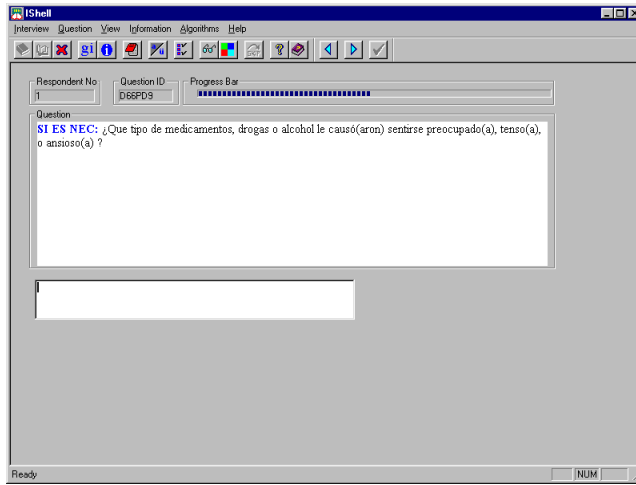 IShell
Interview Question View Information Algorithms Help
gi
Respondent No
Question ID
Progress Bar
1
D66PD9
Question
SI ES NEC: ¿Que tipo de medicamentos, drogas o alcohol le causó(aron) sentirse preocupado(a), tenso(a),
o ansioso(a) ?
Ready
NUM